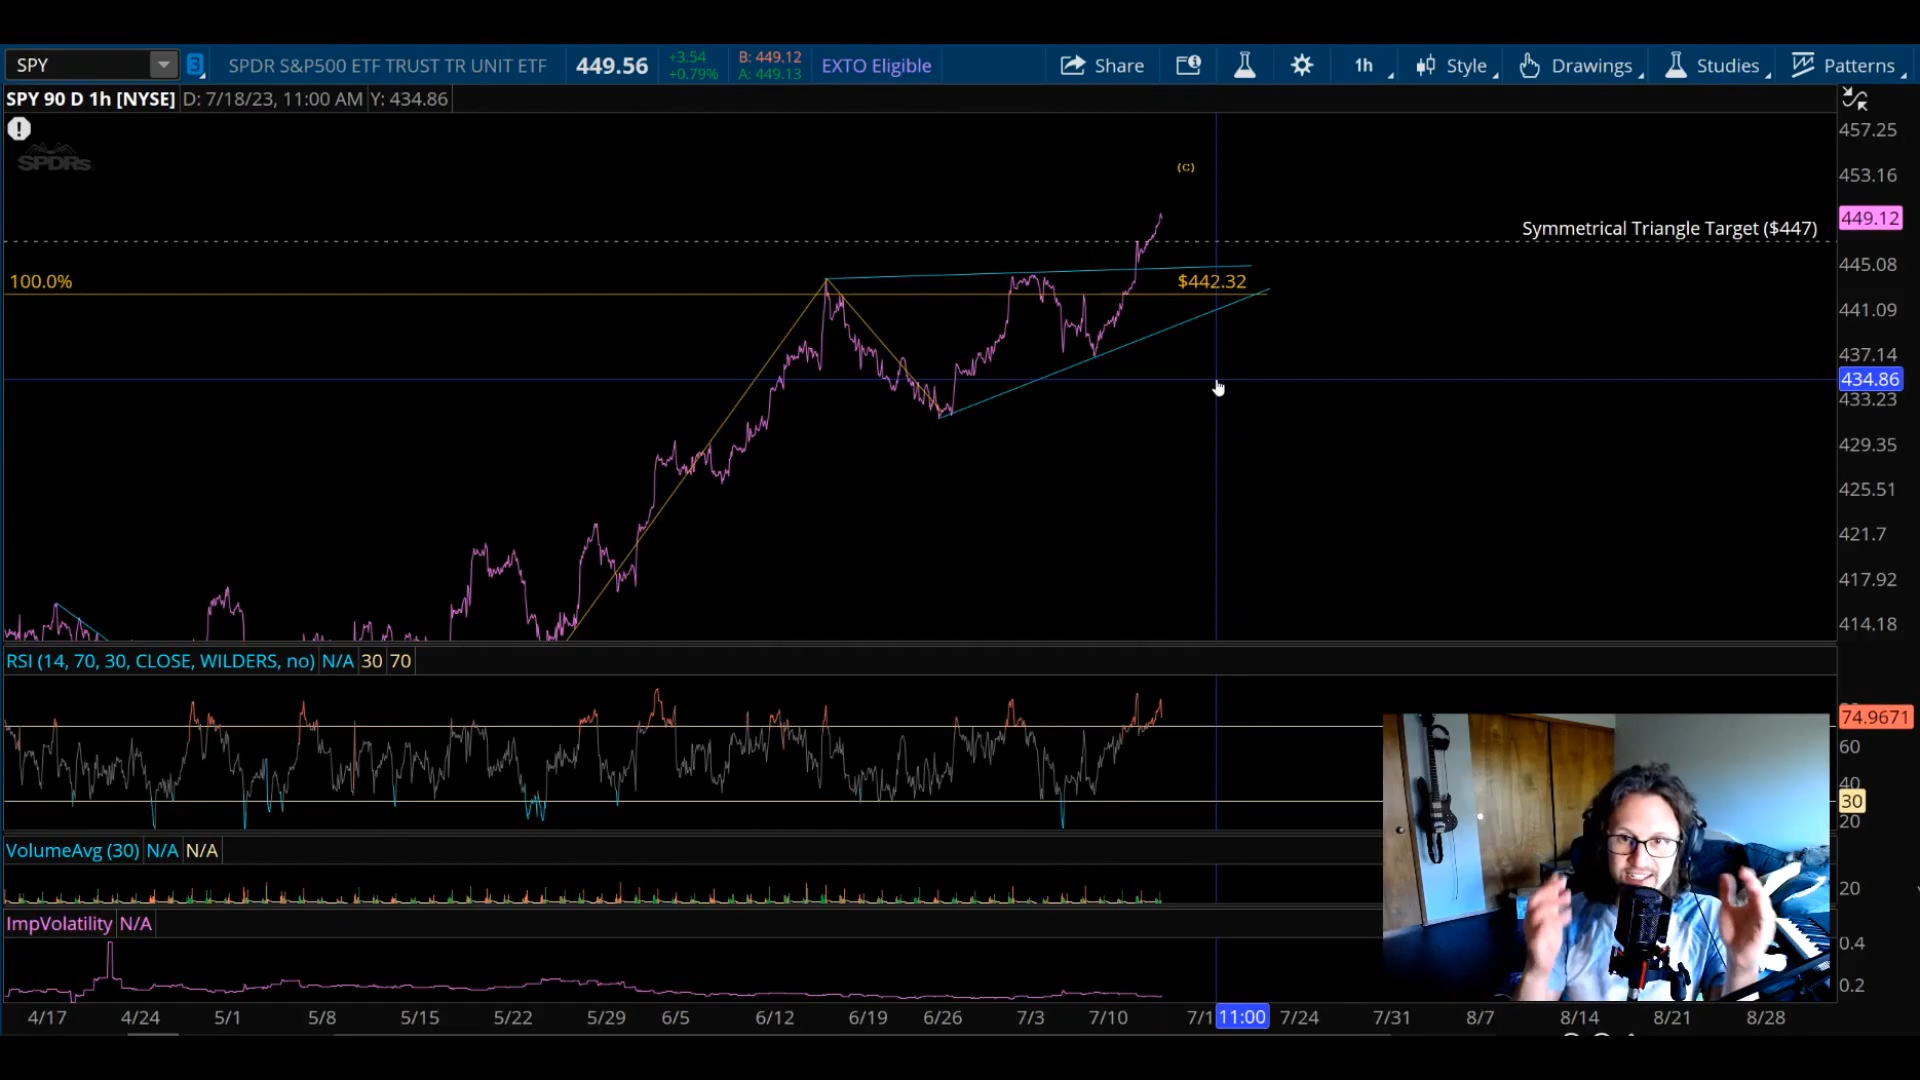 SPY 3 SPDR S&P500 ETF TRUST TR UNIT ETF 449.56 +3.54 +0.79% B: 449.12 A: 449.13 EXTO Eligible Share 1h Style Drawings Studies Patterns
SPY 90 D 1h [NYSE] D: 7/18/23, 11:00 AM Y: 434.86
SPDRs
(C)
Symmetrical Triangle Target ($447)
100.0%
$442.32
457.25
453.16
449.12
445.08
441.09
437.14
434.86
433.23
429.35
425.51
421.7
417.92
414.18
RSI (14, 70, 30, CLOSE, WILDERS, no) N/A 30 70
74.9671
60
40
30
20
VolumeAvg (30) N/A N/A
20
ImpVolatility N/A
0.4
0.2
4/17 4/24 5/1 5/8 5/15 5/22 5/29 6/5 6/12 6/19 6/26 7/3 7/10 7/1 11:00 7/24 7/31 8/7 8/14 8/21 8/28